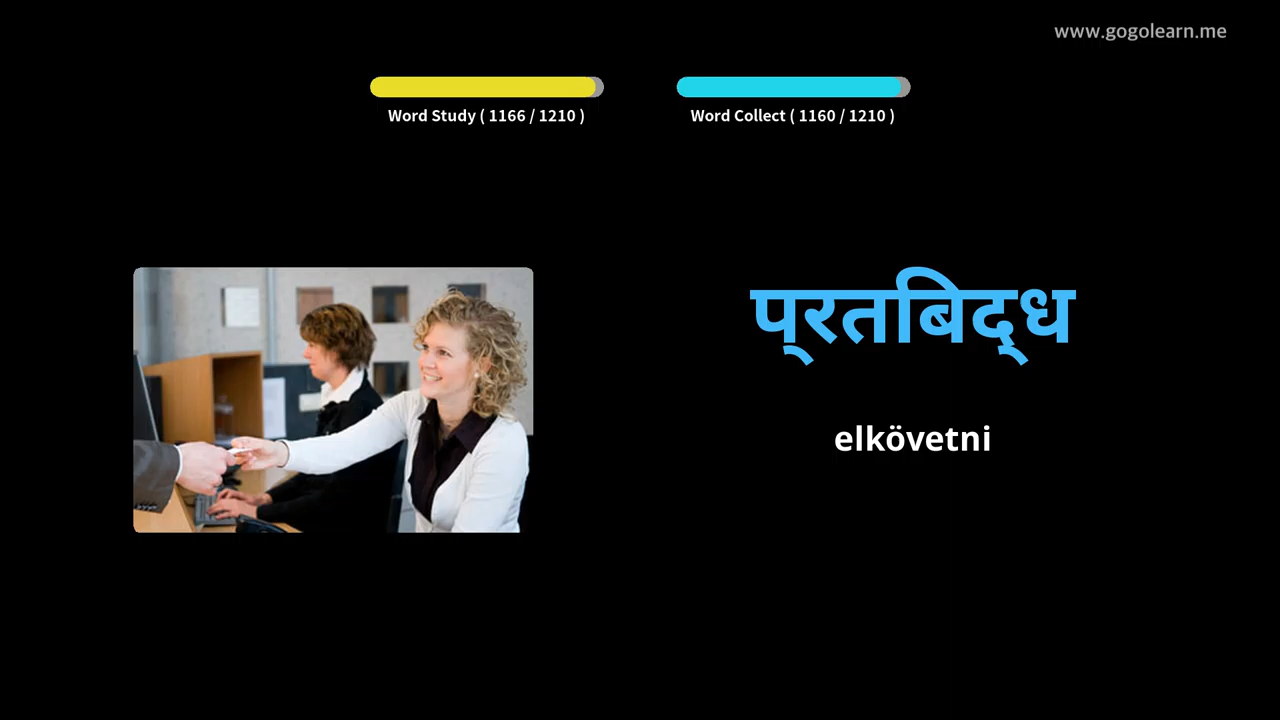 www.gogolearn.me
Word Study ( 1166 / 1210 )
Word Collect ( 1160 / 1210 )
प्रतिबद्ध
elkövetni